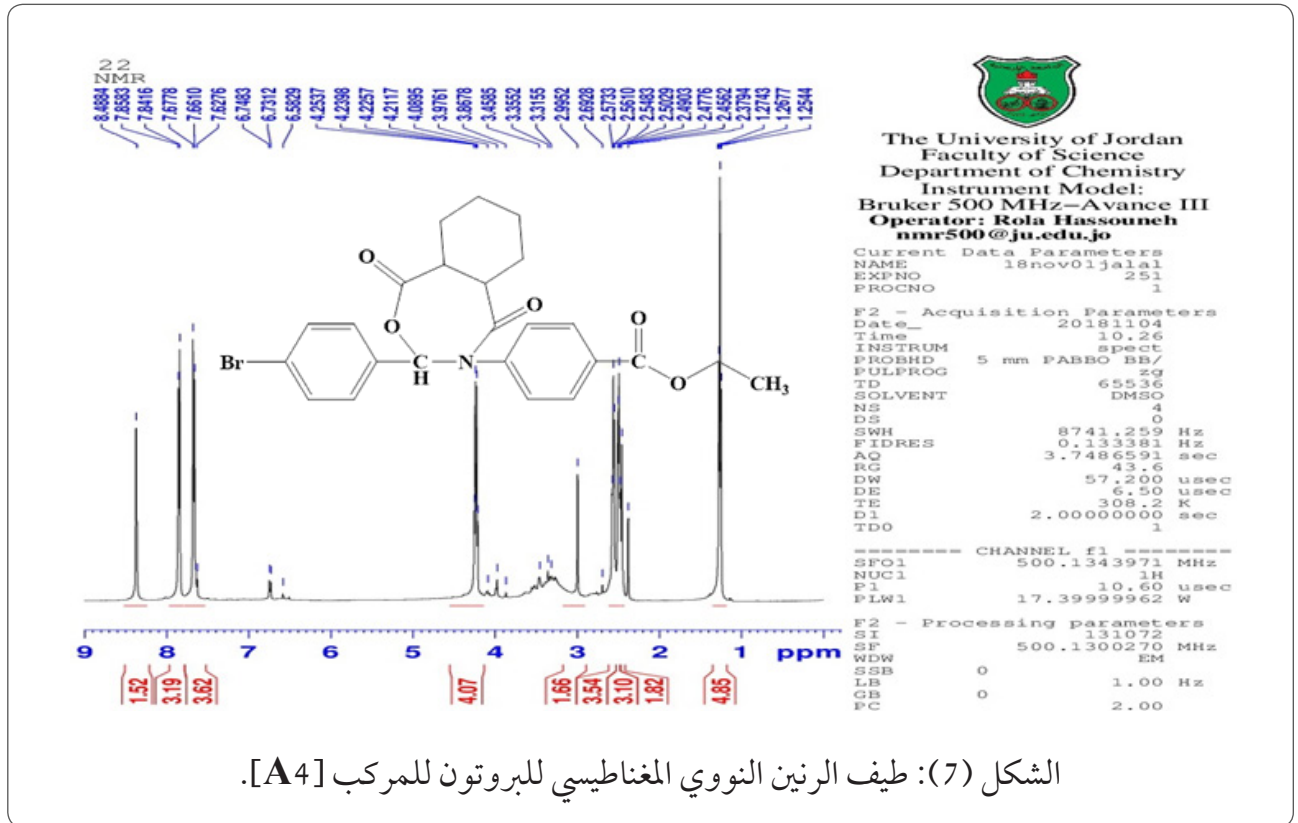 22
NMR
8.4884
7.8583
7.8416
7.6778
7.6610
7.6276
6.7483
6.7312
6.5829
4.2537
4.2398
4.2257
4.2117
4.0895
3.9761
3.8678
3.4585
3.3552
3.3155
2.9952
2.6928
2.5733
2.5610
2.5483
2.5029
2.4903
2.4776
2.4562
2.3794
1.2743
1.2677
1.2544
O
O
O
O
Br
C
H
N
O
CH3
9 8 7 6 5 4 3 2 1 ppm
1.52
3.19
3.62
4.07
1.66
3.54
3.10
1.82
4.85
The University of Jordan
Faculty of Science
Department of Chemistry
Instrument Model:
Bruker 500 MHz-Avance III
Operator: Rola Hassouneh
nmr500@ju.edu.jo
Current Data Parameters
NAME 18nov01jalal
EXPNO 251
PROCNO 1
F2 - Acquisition Parameters
Date_ 20181104
Time 10.26
INSTRUM spect
PROBHD 5 mm PABBO BB/
PULPROG zg
TD 65536
SOLVENT DMSO
NS 4
DS 0
SWH 8741.259 Hz
FIDRES 0.133381 Hz
AQ 3.7486591 sec
RG 43.6
DW 57.200 usec
DE 6.50 usec
TE 308.2 K
D1 2.00000000 sec
TD0 1
======== CHANNEL f1 ========
SFO1 500.1343971 MHz
NUC1 1H
P1 10.60 usec
PLW1 17.39999962 W
F2 - Processing parameters
SI 131072
SF 500.1300270 MHz
WDW EM
SSB 0
LB 1.00 Hz
GB 0
PC 2.00
الشكل (7): طيف الرنين النووي المغناطيسي للبروتون للمركب [A4].